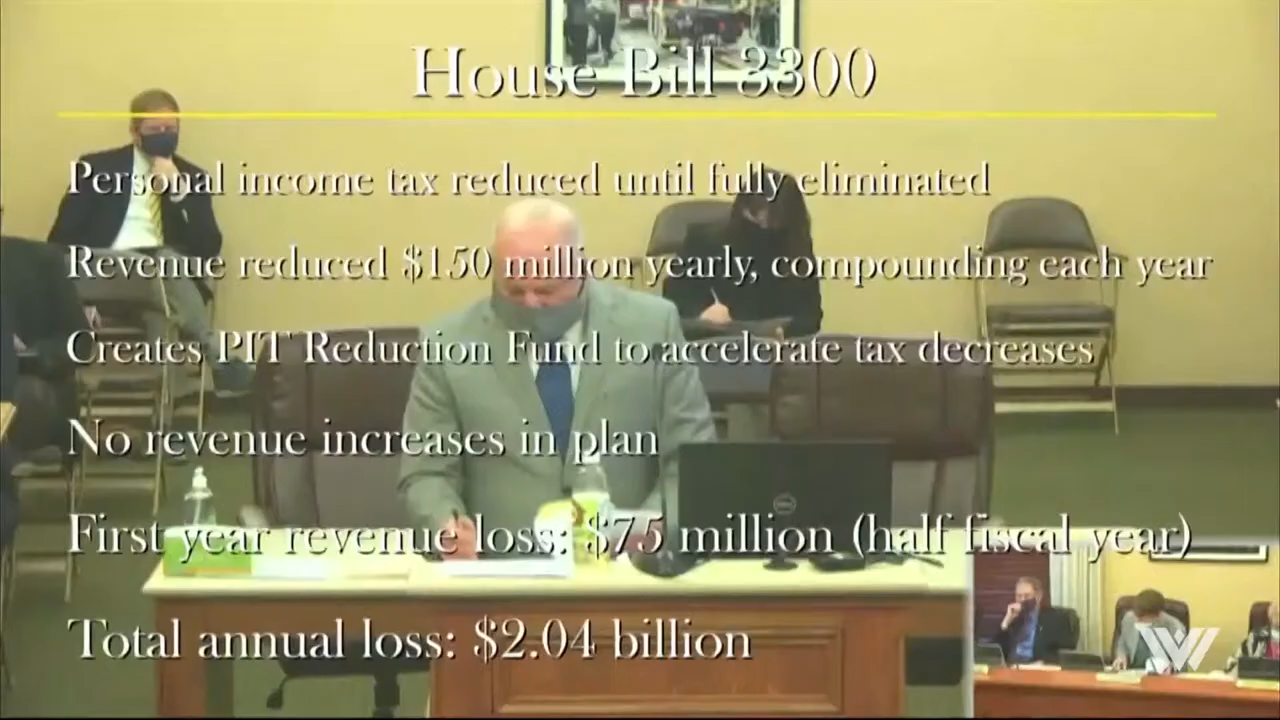 House Bill 3300
Personal income tax reduced until fully eliminated
Revenue reduced $150 million yearly, compounding each year
Creates PIT Reduction Fund to accelerate tax decreases
No revenue increases in plan
First year revenue loss: $75 million (half fiscal year)
Total annual loss: $2.04 billion